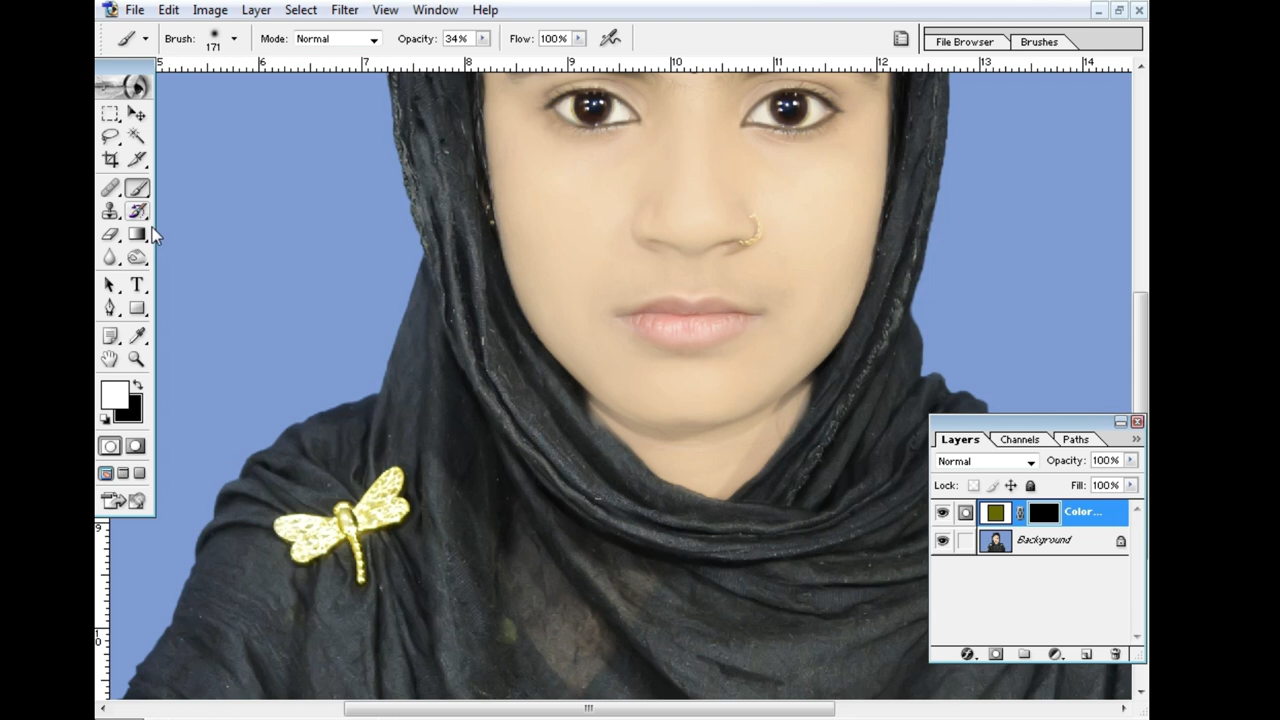 File Edit Image Layer Select Filter View Window Help
Brush: 171 Mode: Normal Opacity: 34% Flow: 100% File Browser Brushes
5 6 7 8 9 10 11 12 13 14
Layers Channels Paths
Normal Opacity: 100%
Lock: Fill: 100%
Color...
Background
T
9
10